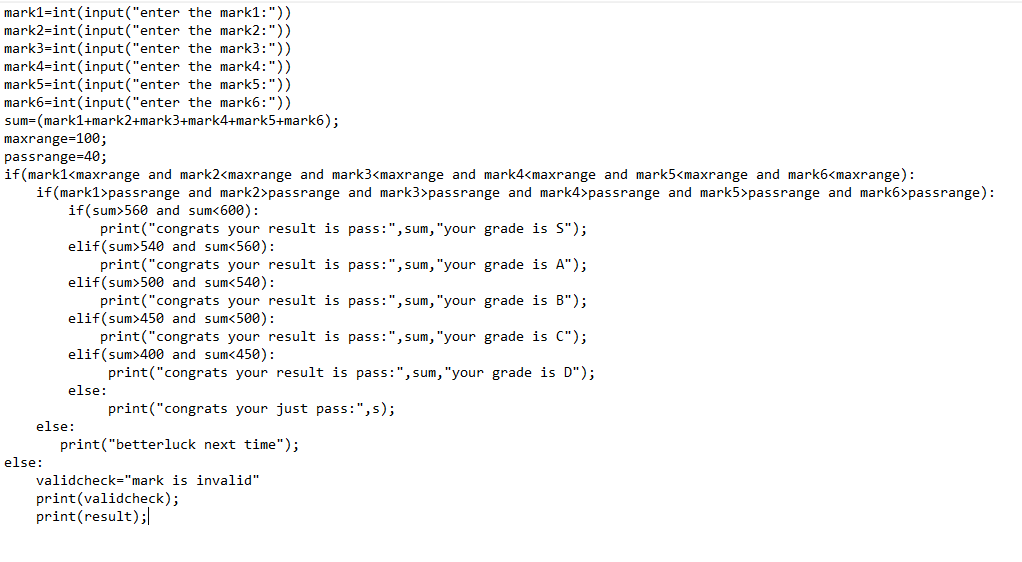 mark1=int(input("enter the mark1:"))
mark2=int(input("enter the mark2:"))
mark3=int(input("enter the mark3:"))
mark4=int(input("enter the mark4:"))
mark5=int(input("enter the mark5:"))
mark6=int(input("enter the mark6:"))
sum=(mark1+mark2+mark3+mark4+mark5+mark6);
maxrange=100;
passrange=40;
if(mark1<maxrange and mark2<maxrange and mark3<maxrange and mark4<maxrange and mark5<maxrange and mark6<maxrange):
    if(mark1>passrange and mark2>passrange and mark3>passrange and mark4>passrange and mark5>passrange and mark6>passrange):
        if(sum>560 and sum<600):
            print("congrats your result is pass:",sum,"your grade is S");
        elif(sum>540 and sum<560):
            print("congrats your result is pass:",sum,"your grade is A");
        elif(sum>500 and sum<540):
            print("congrats your result is pass:",sum,"your grade is B");
        elif(sum>450 and sum<500):
            print("congrats your result is pass:",sum,"your grade is C");
        elif(sum>400 and sum<450):
             print("congrats your result is pass:",sum,"your grade is D");
        else:
             print("congrats your just pass:",s);
    else:
       print("betterluck next time");
else:
    validcheck="mark is invalid"
    print(validcheck);
    print(result);